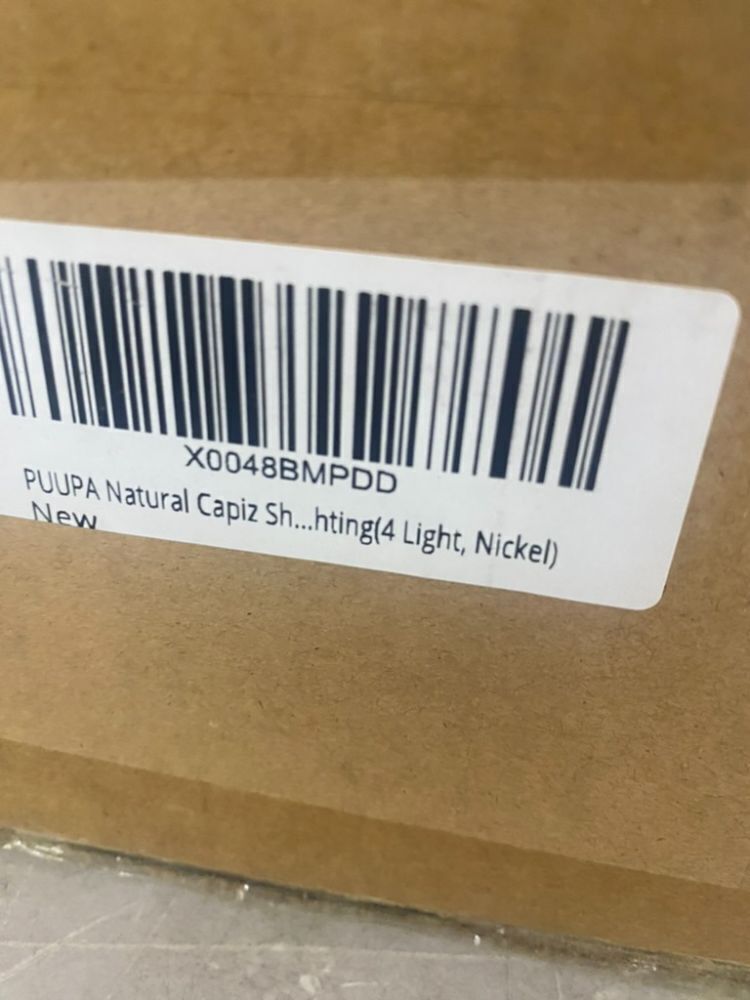 X0048BMPDD
PUUPA Natural Capiz Sh...hting(4 Light, Nickel)
New